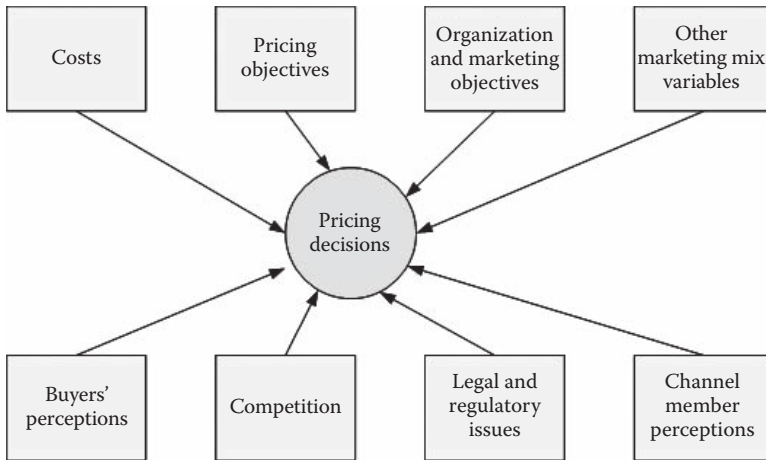 Costs
Pricing
objectives
Organization
and marketing
objectives
Other
marketing mix
variables
Pricing
decisions
Buyers’
perceptions
Competition
Legal and
regulatory
issues
Channel
member
perceptions